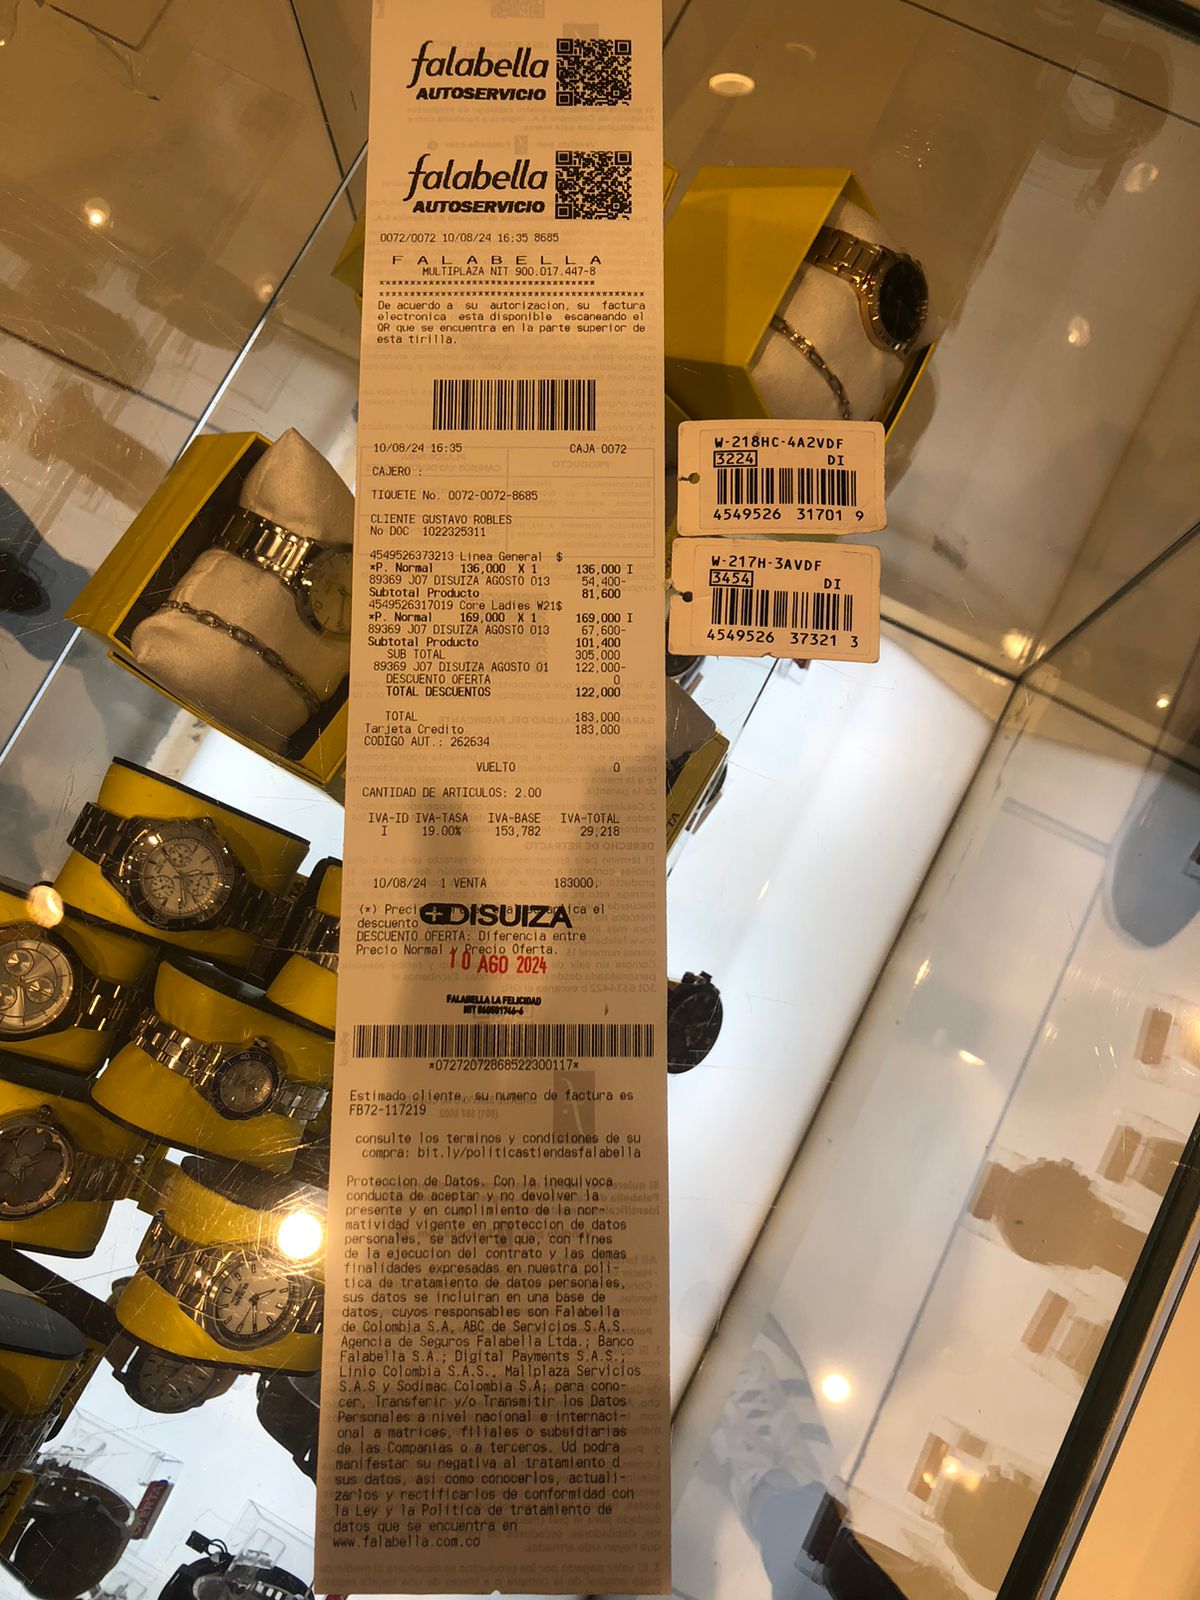 falabella
AUTOSERVICIO
falabella
AUTOSERVICIO
0072/0072 10/08/24 16:35 8685
F A L A B E L L A
MULTIPLAZA NIT 900.017.447-8
De acuerdo a su autorizacion, su factura
electronica esta disponible escaneando el
QR que se encuentra en la parte superior de
esta tirilla.
10/08/24 16:35 CAJA 0072
CAJERO :
TIQUETE No. 0072-0072-8685
CLIENTE GUSTAVO ROBLES
No DOC 1022325311
4549526373213 Linea General $
*P. Normal 136,000 X 1 136,000 I
89369 J07 DISUIZA AGOSTO 013 54,400-
Subtotal Producto 81,600
4549526317019 Core Ladies W21$
*P. Normal 169,000 X 1 169,000 I
89369 J07 DISUIZA AGOSTO 013 67,600-
Subtotal Producto 101,400
SUB TOTAL 305,000
89369 J07 DISUIZA AGOSTO 01 122,000-
DESCUENTO OFERTA 0
TOTAL DESCUENTOS 122,000
TOTAL 183,000
Tarjeta Credito 183,000
CODIGO AUT.: 262634
VUELTO 0
CANTIDAD DE ARTICULOS: 2.00
IVA-ID IVA-TASA IVA-BASE IVA-TOTAL
I 19.00% 153,782 29,218
10/08/24 1 VENTA 183000;
(*) Preci aplica el
descuento
DISUIZA
DESCUENTO OFERTA: Diferencia entre
Precio Normal y Precio Oferta.
10 AGO 2024
FALABELLA LA FELICIDAD
NIT 860501746-6
*07272072868522300117*
Estimado cliente, su numero de factura es
FB72-117219
consulte los terminos y condiciones de su
compra: bit.ly/politicastiendasfalabella
Proteccion de Datos. Con la inequivoca
conducta de aceptar y no devolver la
presente y en cumplimiento de la nor-
matividad vigente en proteccion de datos
personales, se advierte que, con fines
de la ejecucion del contrato y las demas
finalidades expresadas en nuestra poli-
tica de tratamiento de datos personales,
sus datos se incluiran en una base de
datos, cuyos responsables son Falabella
de Colombia S.A, ABC de Servicios S.A.S,
Agencia de Seguros Falabella Ltda.; Banco
Falabella S.A.; Digital Payments S.A.S.;
Linio Colombia S.A.S., Mallplaza Servicios
S.A.S y Sodimac Colombia S.A; para cono-
cer, Transferir y/o Transmitir los Datos
Personales a nivel nacional e internaci-
onal a matrices, filiales o subsidiarias
de las Companias o a terceros. Ud podra
manifestar su negativa al tratamiento d
sus datos, asi como conocerlos, actuali-
zarlos y rectificarlos de conformidad con
la Ley y la Politica de tratamiento de
datos que se encuentra en
www.falabella.com.co
W-218HC-4A2VDF
3224 DI
4549526 31701 9
W-217H-3AVDF
3454 DI
4549526 37321 3